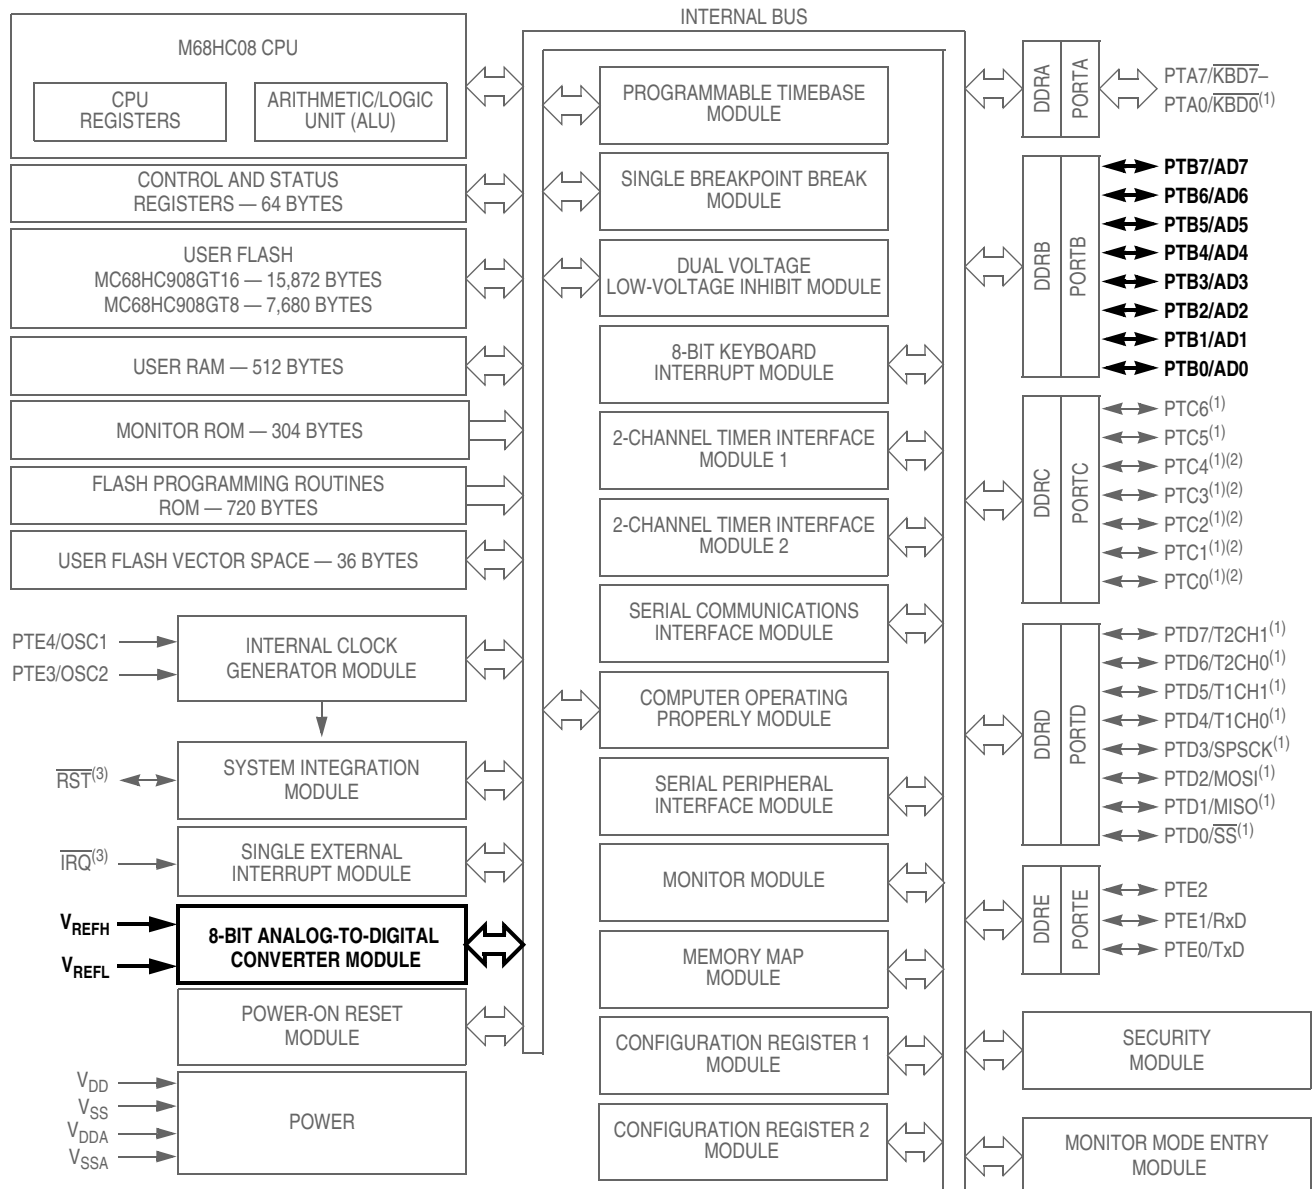 INTERNAL BUS
M68HC08 CPU
CPU
REGISTERS
ARITHMETIC/LOGIC
UNIT (ALU)
CONTROL AND STATUS
REGISTERS — 64 BYTES
USER FLASH
MC68HC908GT16 — 15,872 BYTES
MC68HC908GT8 — 7,680 BYTES
USER RAM — 512 BYTES
MONITOR ROM — 304 BYTES
FLASH PROGRAMMING ROUTINES
ROM — 720 BYTES
USER FLASH VECTOR SPACE — 36 BYTES
PTE4/OSC1
PTE3/OSC2
INTERNAL CLOCK
GENERATOR MODULE
RST(3)
SYSTEM INTEGRATION
MODULE
IRQ(3)
SINGLE EXTERNAL
INTERRUPT MODULE
VREFH
VREFL
8-BIT ANALOG-TO-DIGITAL
CONVERTER MODULE
POWER-ON RESET
MODULE
VDD
VSS
VDDA
VSSA
POWER
PROGRAMMABLE TIMEBASE
MODULE
SINGLE BREAKPOINT BREAK
MODULE
DUAL VOLTAGE
LOW-VOLTAGE INHIBIT MODULE
8-BIT KEYBOARD
INTERRUPT MODULE
2-CHANNEL TIMER INTERFACE
MODULE 1
2-CHANNEL TIMER INTERFACE
MODULE 2
SERIAL COMMUNICATIONS
INTERFACE MODULE
COMPUTER OPERATING
PROPERLY MODULE
SERIAL PERIPHERAL
INTERFACE MODULE
MONITOR MODULE
MEMORY MAP
MODULE
CONFIGURATION REGISTER 1
MODULE
CONFIGURATION REGISTER 2
MODULE
DDRA
PORTA
PTA7/KBD7–
PTA0/KBD0(1)
DDRB
PORTB
PTB7/AD7
PTB6/AD6
PTB5/AD5
PTB4/AD4
PTB3/AD3
PTB2/AD2
PTB1/AD1
PTB0/AD0
DDRC
PORTC
PTC6(1)
PTC5(1)
PTC4(1)(2)
PTC3(1)(2)
PTC2(1)(2)
PTC1(1)(2)
PTC0(1)(2)
DDRD
PORTD
PTD7/T2CH1(1)
PTD6/T2CH0(1)
PTD5/T1CH1(1)
PTD4/T1CH0(1)
PTD3/SPSCK(1)
PTD2/MOSI(1)
PTD1/MISO(1)
PTD0/SS(1)
DDRE
PORTE
PTE2
PTE1/RxD
PTE0/TxD
SECURITY
MODULE
MONITOR MODE ENTRY
MODULE